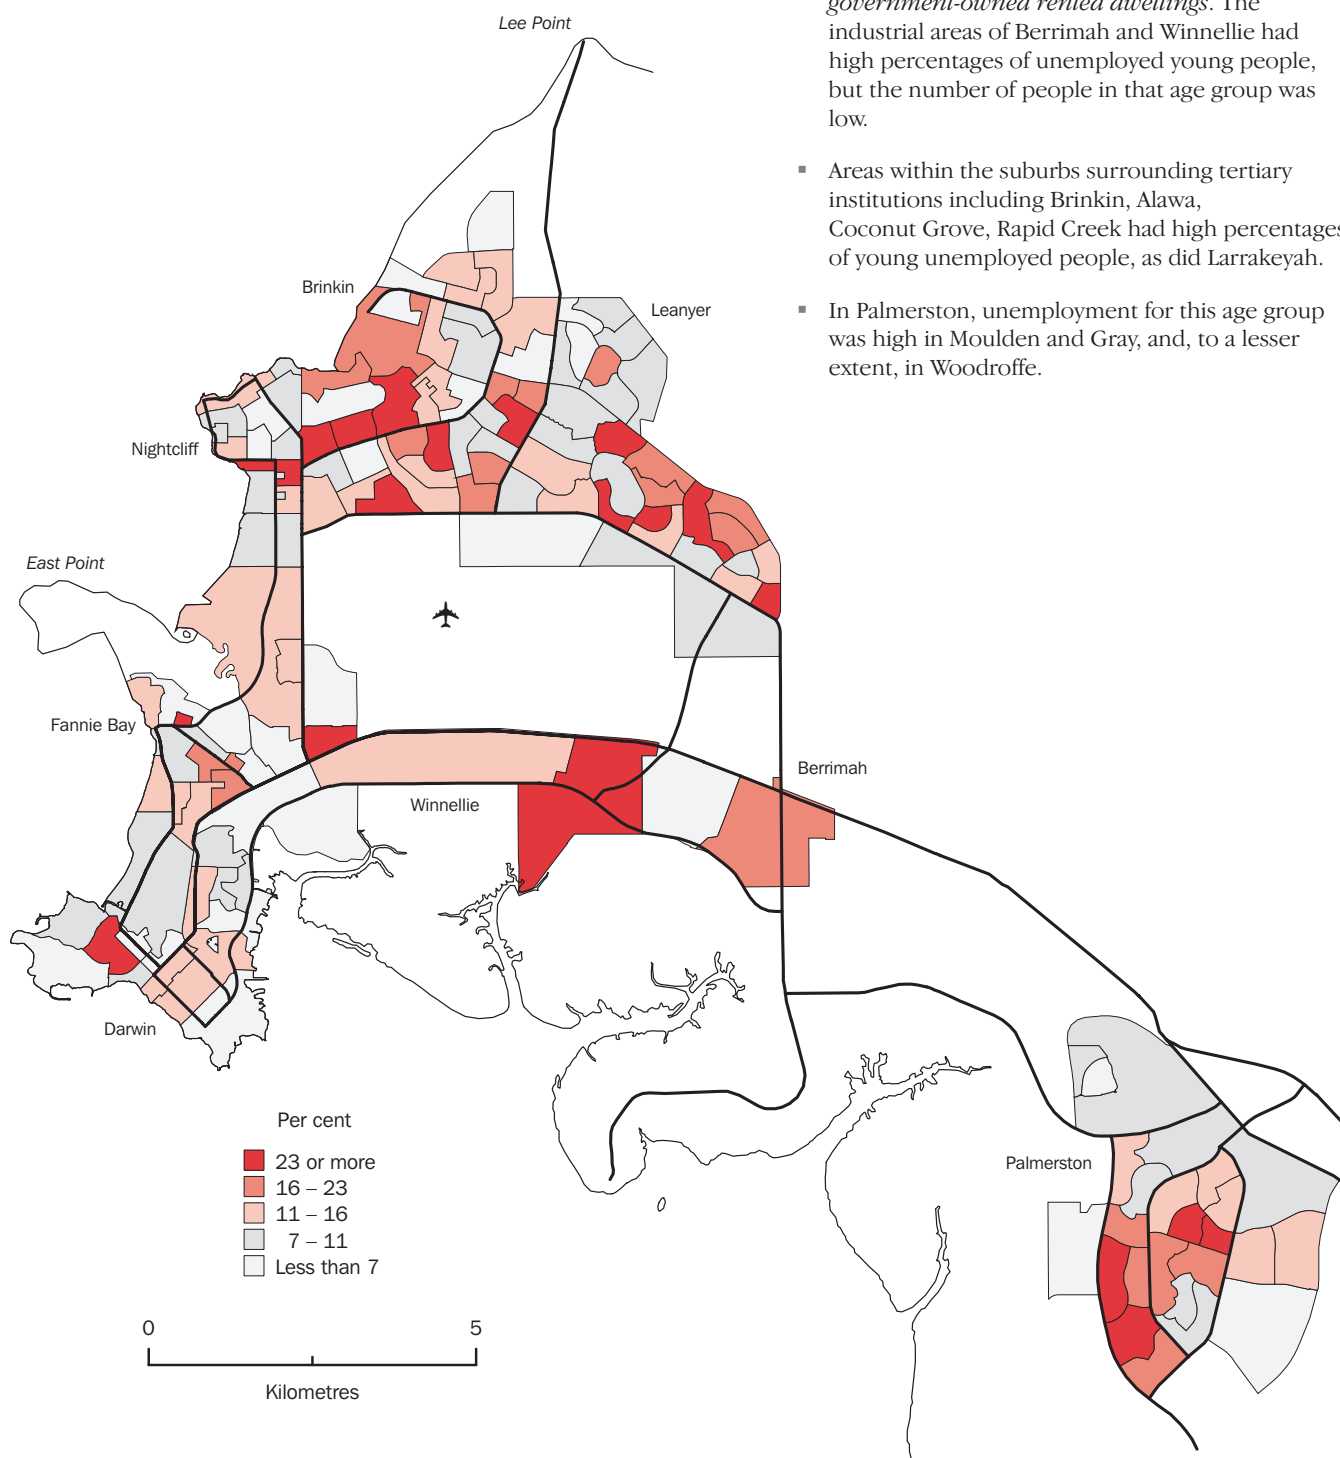 government-owned rented dwellings. The
industrial areas of Berrimah and Winnellie had
high percentages of unemployed young people,
but the number of people in that age group was
low.
▪ Areas within the suburbs surrounding tertiary
institutions including Brinkin, Alawa,
Coconut Grove, Rapid Creek had high percentages
of young unemployed people, as did Larrakeyah.
▪ In Palmerston, unemployment for this age group
was high in Moulden and Gray, and, to a lesser
extent, in Woodroffe.
Lee Point
Brinkin
Leanyer
Nightcliff
East Point
Fannie Bay
Berrimah
Winnellie
Darwin
Palmerston
Per cent
23 or more
16 – 23
11 – 16
7 – 11
Less than 7
0 5
Kilometres